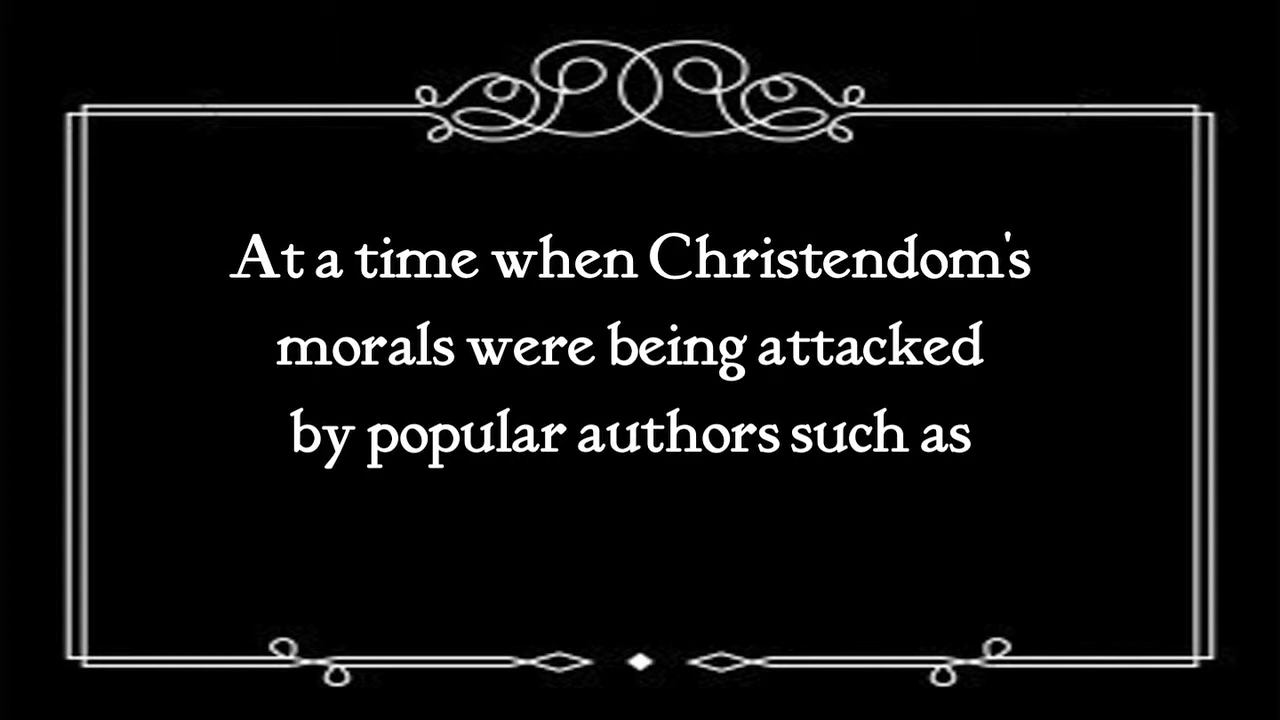 At a time when Christendom's
morals were being attacked
by popular authors such as